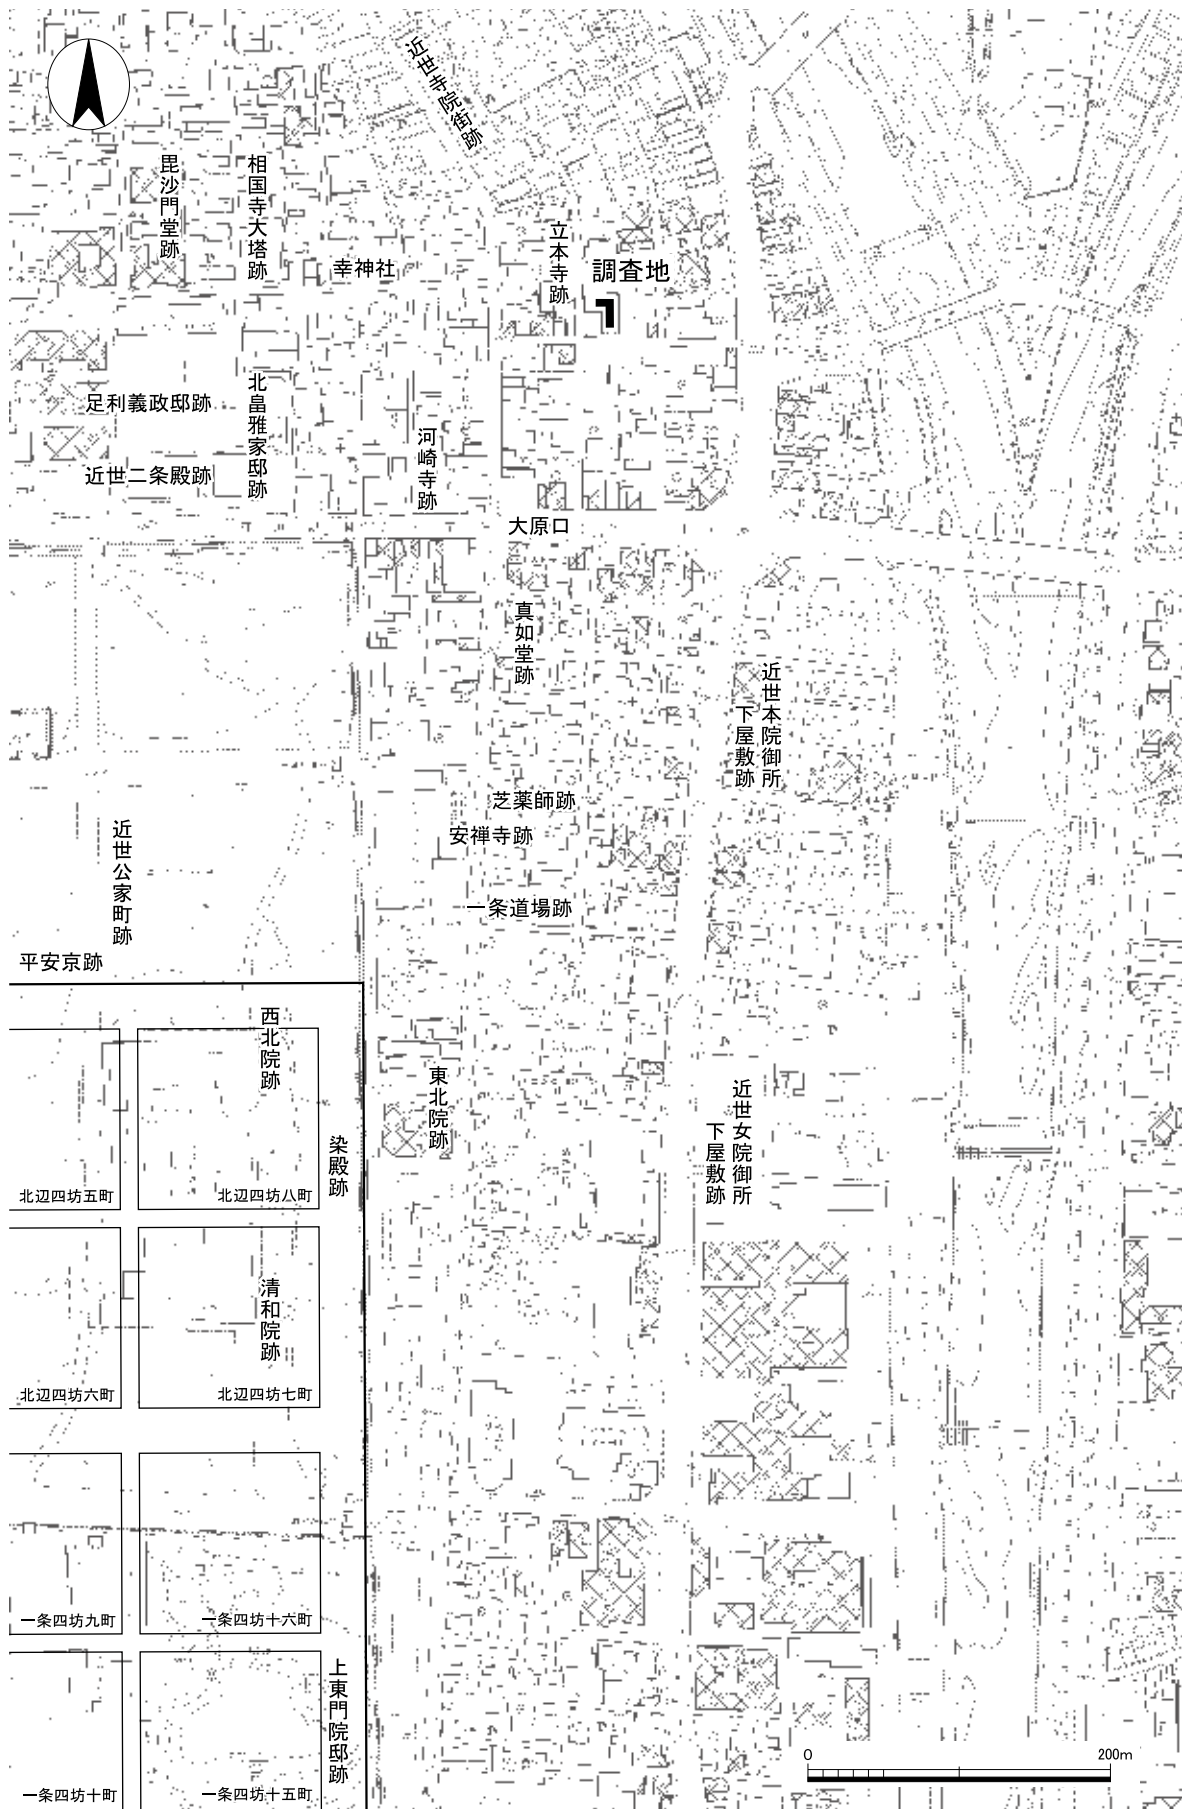 近世寺院街跡
毘沙門堂跡
相国寺大塔跡
幸神社
立本寺跡
調査地
足利義政邸跡
北畠雅家邸跡
近世二条殿跡
河崎寺跡
大原口
真如堂跡
近世本院御所
下屋敷跡
芝薬師跡
安禅寺跡
近世公家町跡
一条道場跡
平安京跡
西北院跡
東北院跡
近世女院御所
下屋敷跡
染殿跡
北辺四坊五町
北辺四坊八町
清和院跡
北辺四坊六町
北辺四坊七町
一条四坊九町
一条四坊十六町
上東門院邸跡
一条四坊十町
一条四坊十五町
0
200m